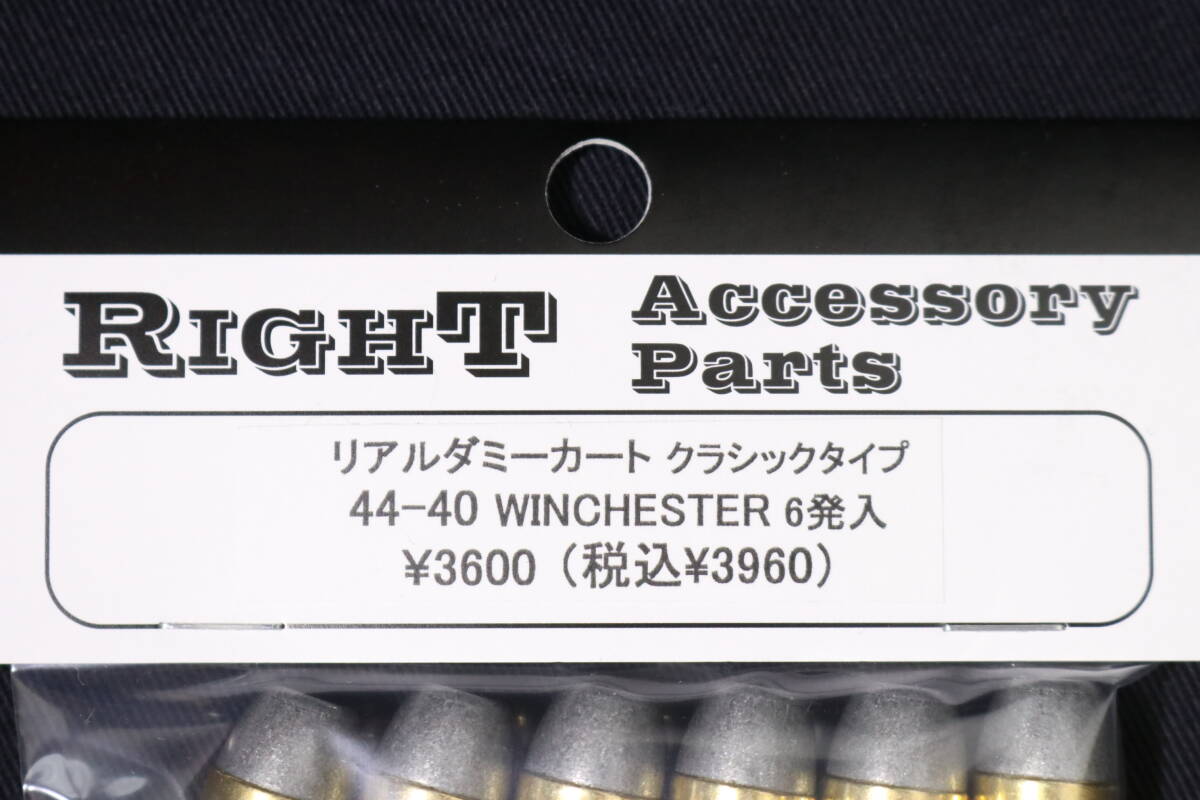 RIGHT
Accessory
Parts
リアルダミーカート クラシックタイプ
44-40 WINCHESTER 6発入
¥3600（税込¥3960）